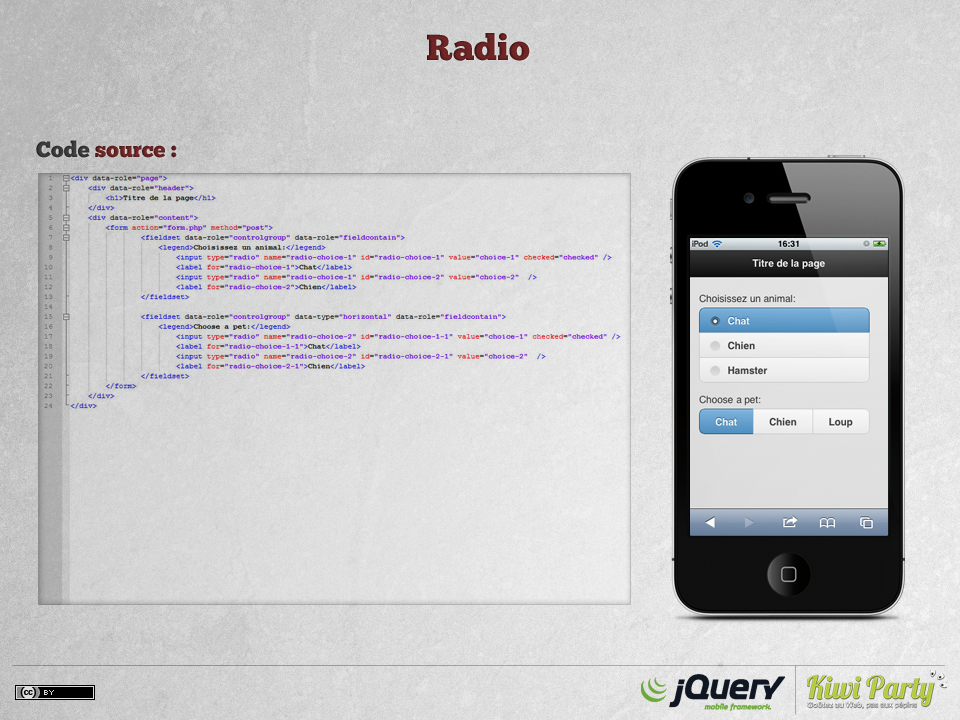 Radio
Code source :
1 <div data-role="page">
2 <div data-role="header">
3 <h1>Titre de la page</h1>
4 </div>
5 <div data-role="content">
6 <form action="form.php" method="post">
7 <fieldset data-role="controlgroup" data-role="fieldcontain">
8 <legend>Choisissez un animal:</legend>
9 <input type="radio" name="radio-choice-1" id="radio-choice-1" value="choice-1" checked="checked" />
10 <label for="radio-choice-1">Chat</label>
11 <input type="radio" name="radio-choice-1" id="radio-choice-2" value="choice-2" />
12 <label for="radio-choice-2">Chien</label>
13 </fieldset>
14
15 <fieldset data-role="controlgroup" data-type="horizontal" data-role="fieldcontain">
16 <legend>Choose a pet:</legend>
17 <input type="radio" name="radio-choice-2" id="radio-choice-1-1" value="choice-1" checked="checked" />
18 <label for="radio-choice-1-1">Chat</label>
19 <input type="radio" name="radio-choice-2" id="radio-choice-2-1" value="choice-2" />
20 <label for="radio-choice-2-1">Chien</label>
21 </fieldset>
22 </form>
23 </div>
24 </div>
iPod 16:31
Titre de la page
Choisissez un animal:
Chat
Chien
Hamster
Choose a pet:
Chat Chien Loup
cc BY
jQuery
mobile framework.
Kiwi Party
Goûtez au Web, pas aux pépins